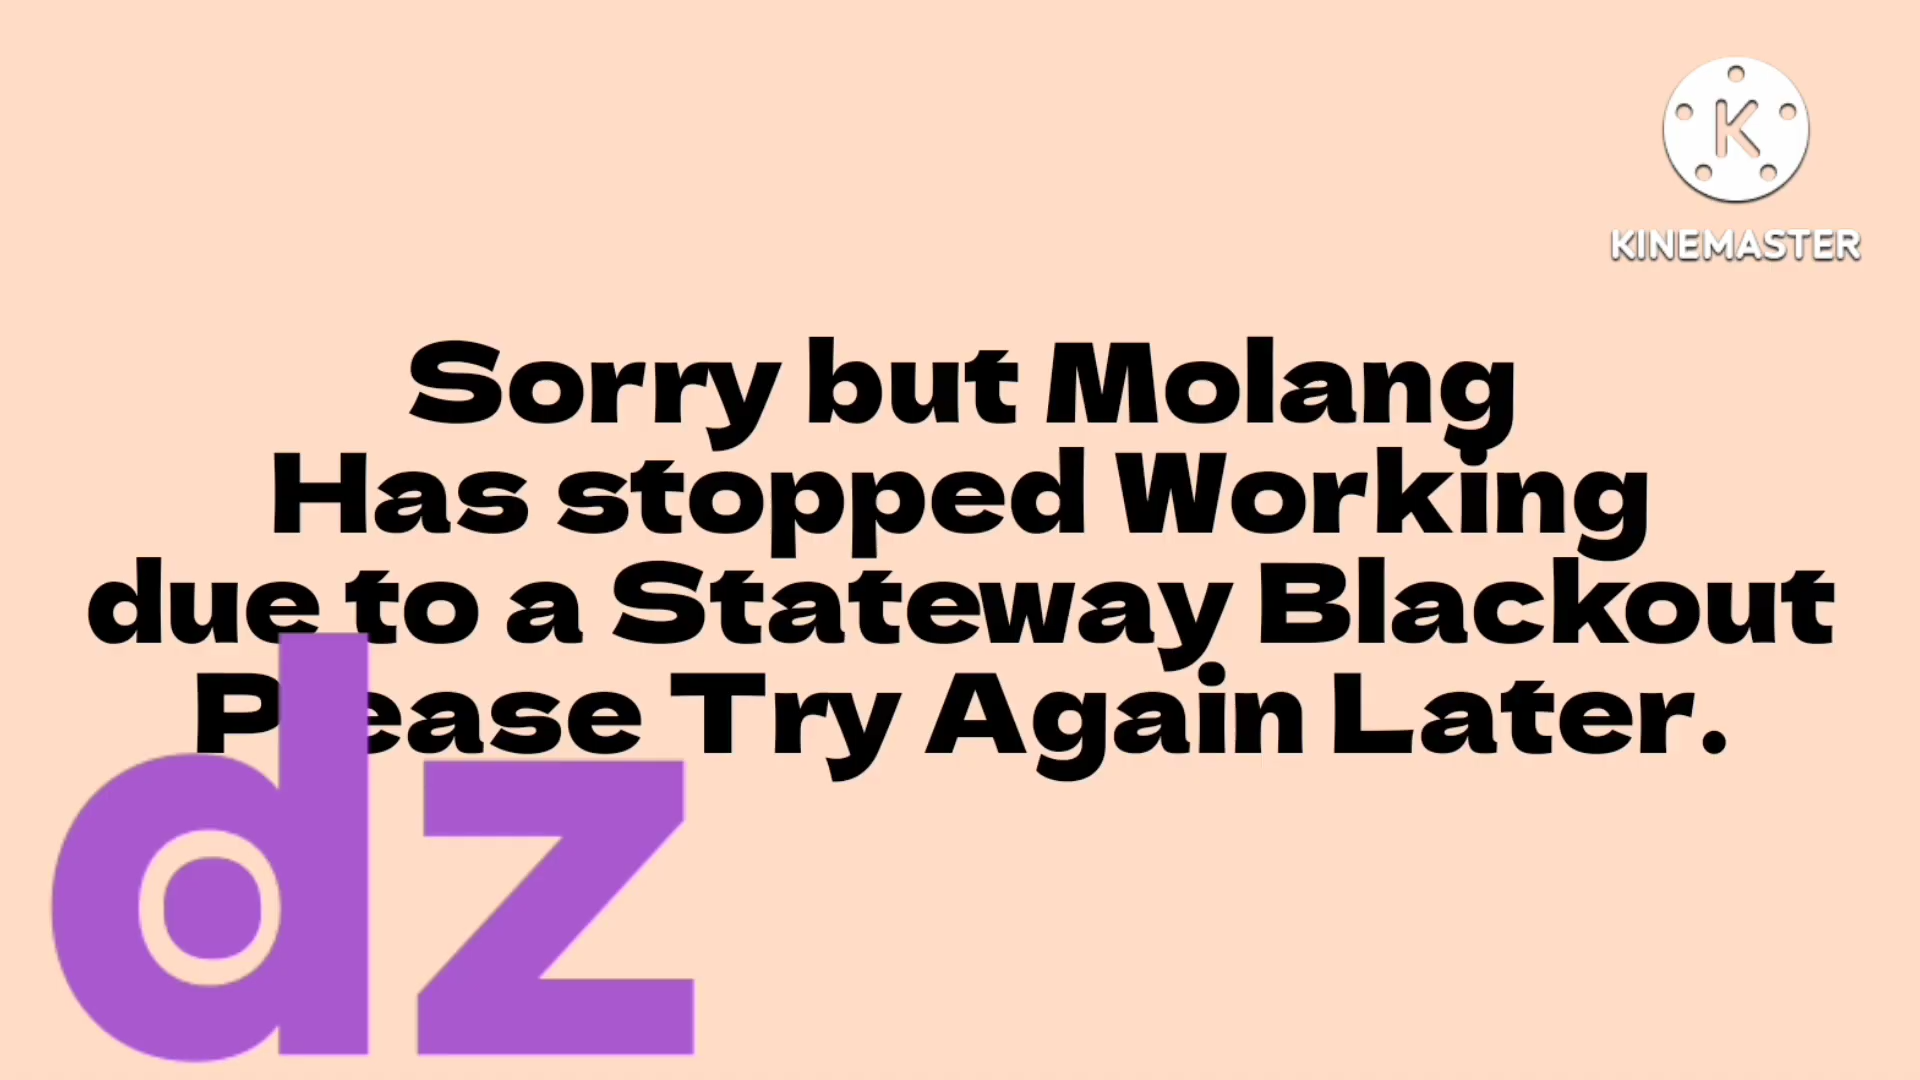 KINEMASTER
Sorry but Molang
Has stopped Working
due to a Stateway Blackout
Please Try Again Later.
dz